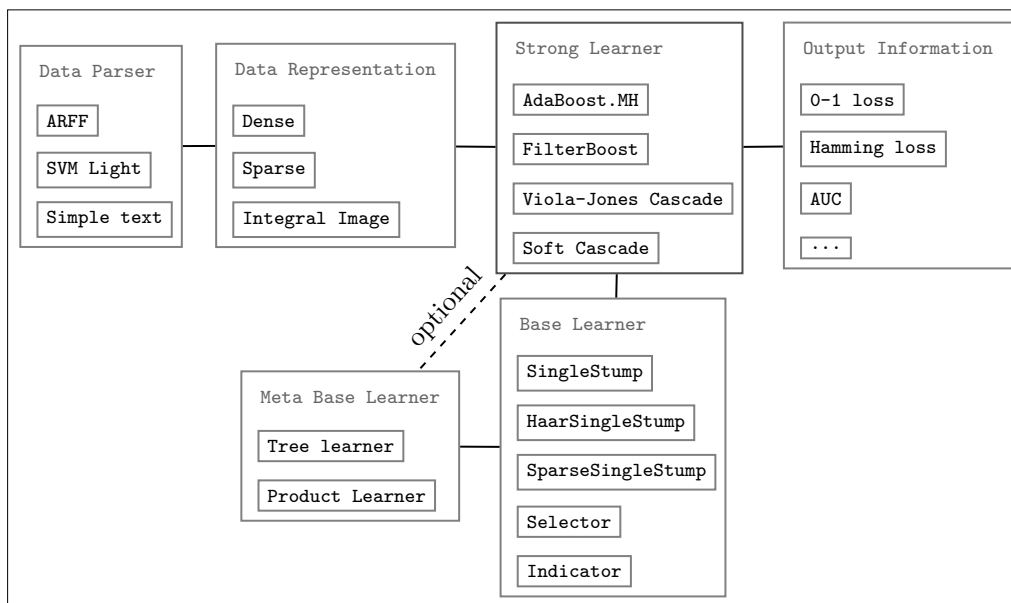 Data Parser
ARFF
SVM Light
Simple text
Data Representation
Dense
Sparse
Integral Image
Strong Learner
AdaBoost.MH
FilterBoost
Viola-Jones Cascade
Soft Cascade
Output Information
0-1 loss
Hamming loss
AUC
...
optional
Meta Base Learner
Tree learner
Product Learner
Base Learner
SingleStump
HaarSingleStump
SparseSingleStump
Selector
Indicator